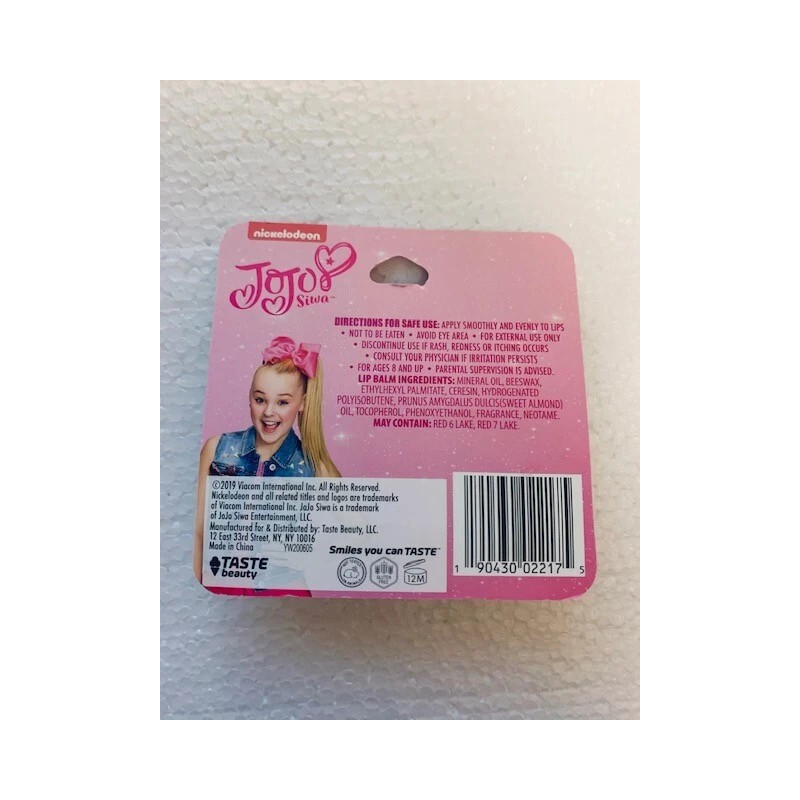 nickelodeon
JoJo
Siwa™
DIRECTIONS FOR SAFE USE: APPLY SMOOTHLY AND EVENLY TO LIPS
• NOT TO BE EATEN • AVOID EYE AREA • FOR EXTERNAL USE ONLY
• DISCONTINUE USE IF RASH, REDNESS OR ITCHING OCCURS
• CONSULT YOUR PHYSICIAN IF IRRITATION PERSISTS
• FOR AGES 8 AND UP • PARENTAL SUPERVISION IS ADVISED.
LIP BALM INGREDIENTS: MINERAL OIL, BEESWAX,
ETHYLHEXYL PALMITATE, CERESIN, HYDROGENATED
POLYISOBUTENE, PRUNUS AMYGDALUS DULCIS(SWEET ALMOND)
OIL, TOCOPHEROL, PHENOXYETHANOL, FRAGRANCE, NEOTAME.
MAY CONTAIN: RED 6 LAKE, RED 7 LAKE.
©2019 Viacom International Inc. All Rights Reserved.
Nickelodeon and all related titles and logos are trademarks
of Viacom International Inc. JoJo Siwa is a trademark
of JoJo Siwa Entertainment, LLC.
Manufactured for & Distributed by: Taste Beauty, LLC.
12 East 33rd Street, NY, NY 10016
Made in China YW200605
TASTE
beauty
Smiles you can TASTE™
GLUTEN
FREE
12M
1 90430 02217 5